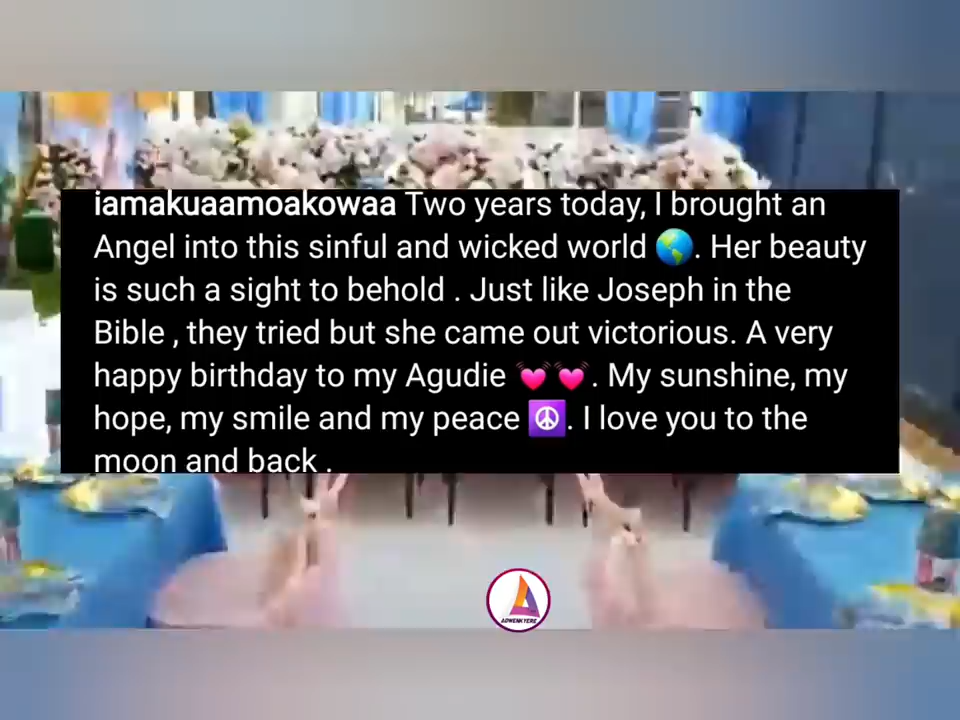 iamakuaamoakowaa Two years today, I brought an
Angel into this sinful and wicked world 🌎. Her beauty
is such a sight to behold . Just like Joseph in the
Bible , they tried but she came out victorious. A very
happy birthday to my Agudie 💓💓. My sunshine, my
hope, my smile and my peace ☮️. I love you to the
moon and back .
ADWENKYERE